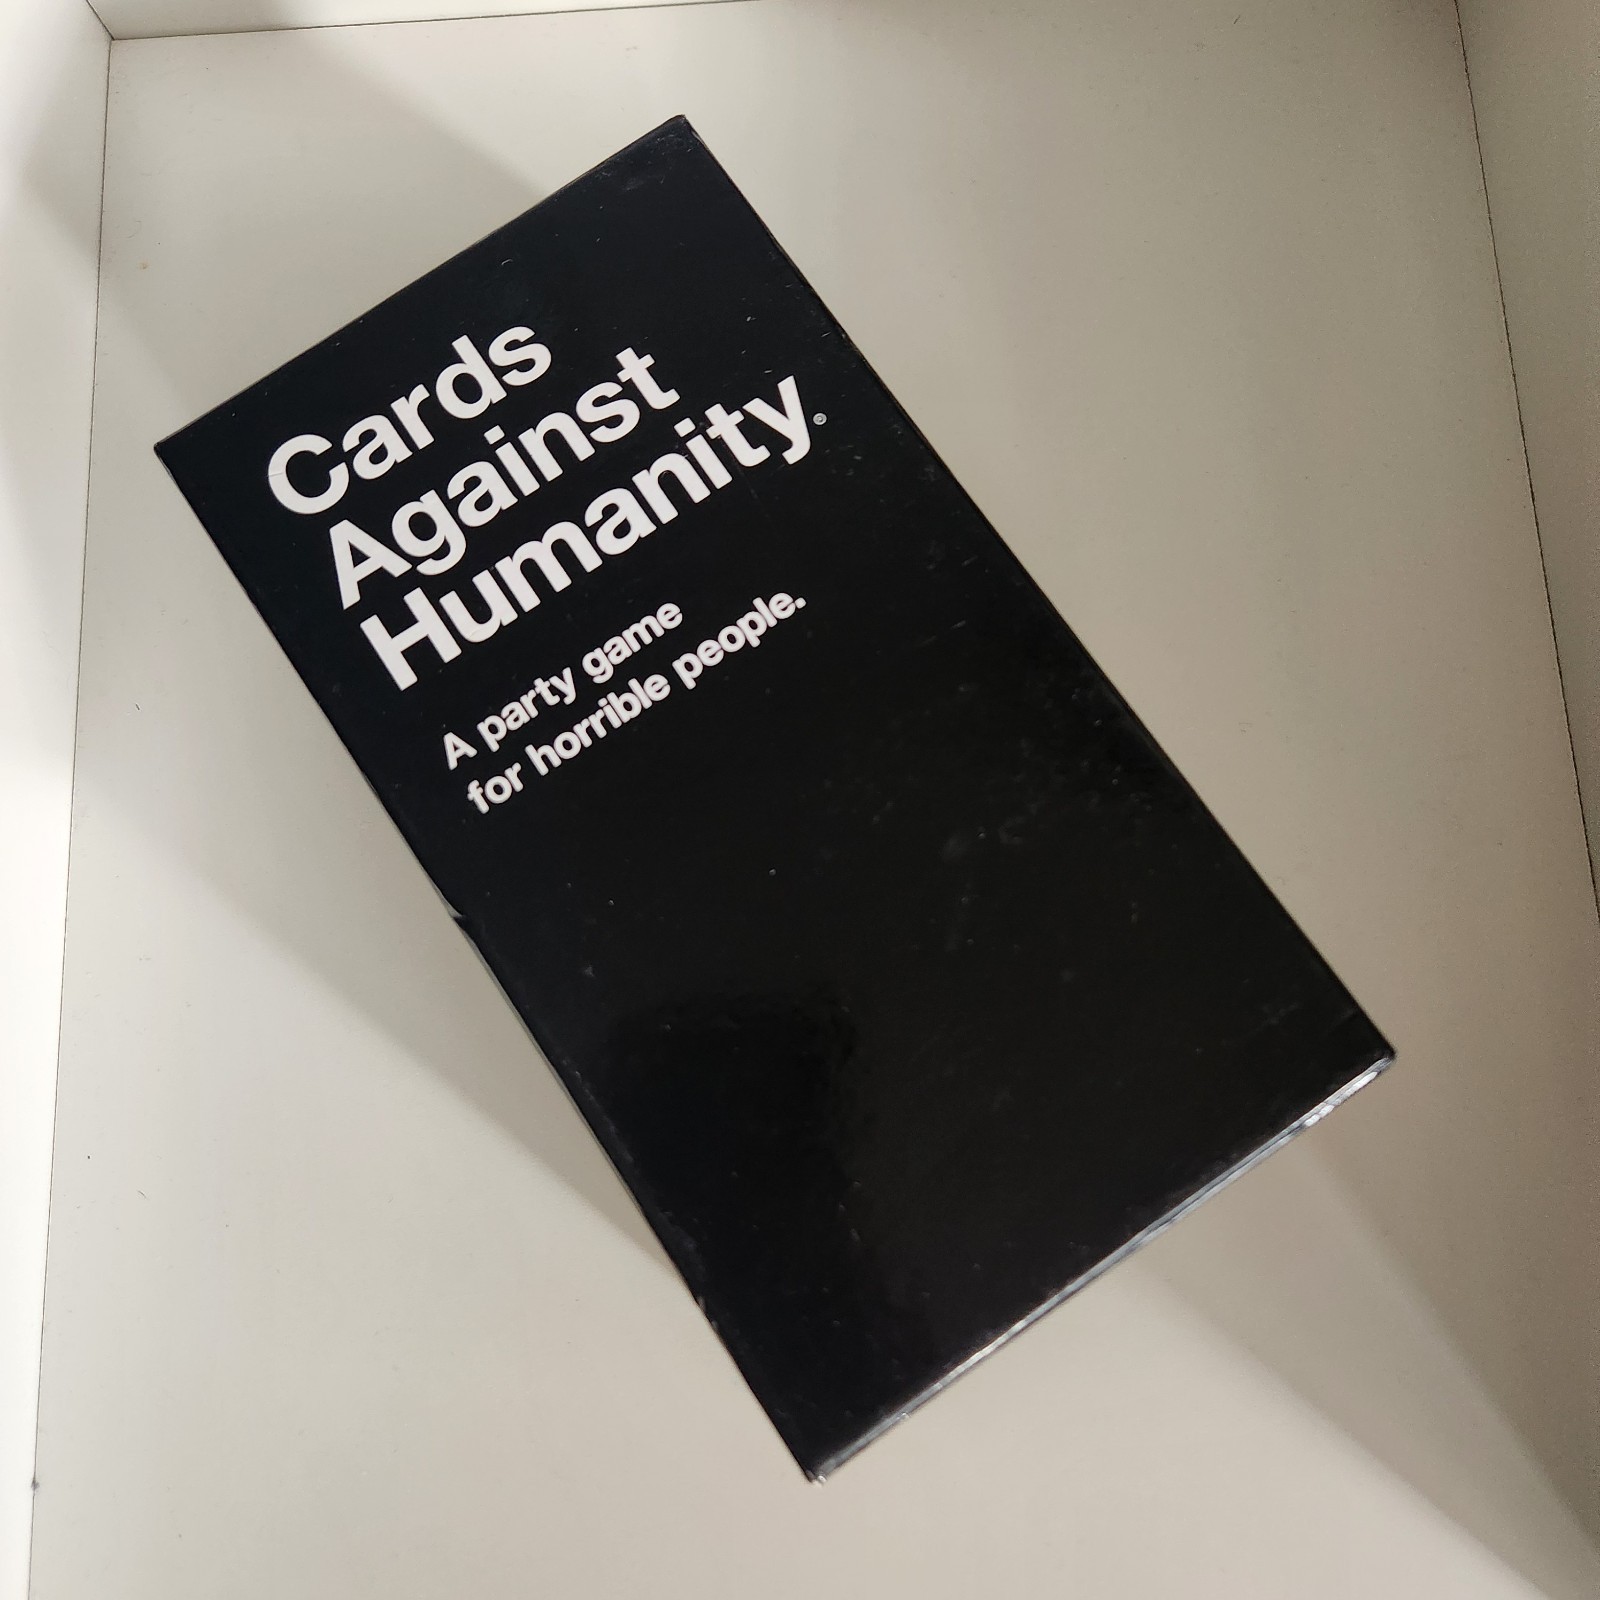 Cards
Against
Humanity®
A party game
for horrible people.